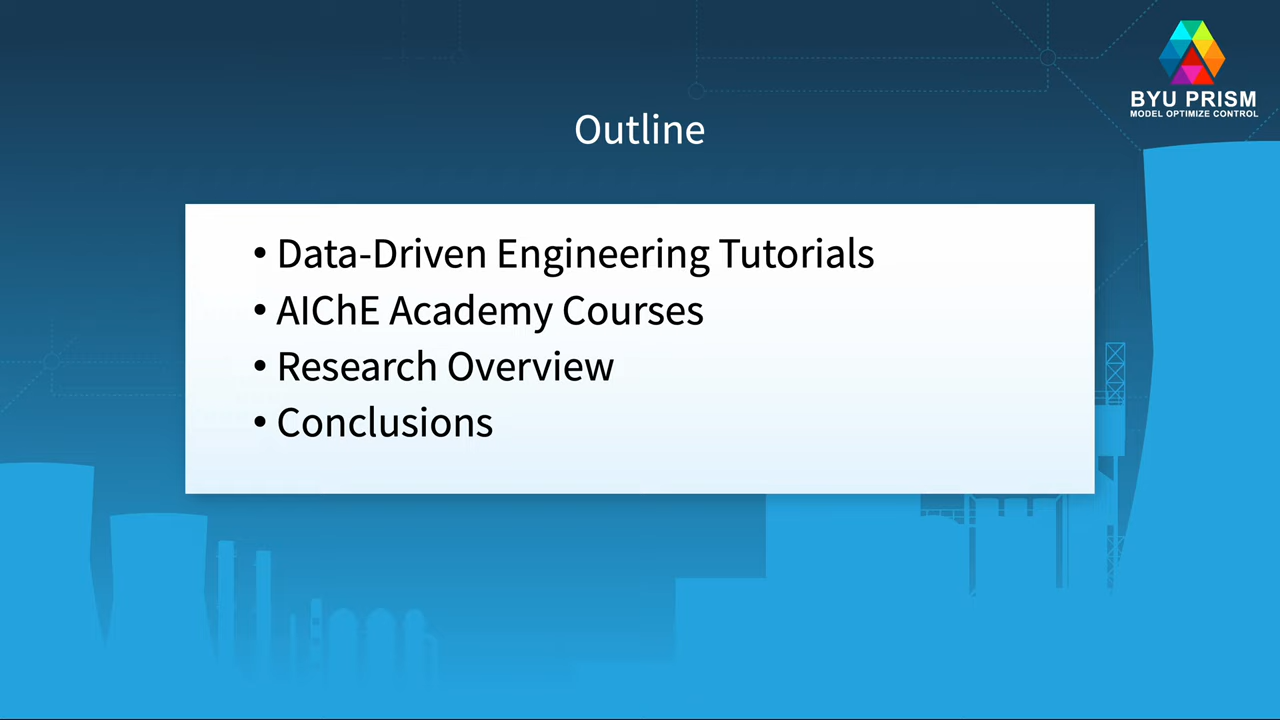 BYU PRISM
MODEL OPTIMIZE CONTROL
Outline
• Data-Driven Engineering Tutorials
• AIChE Academy Courses
• Research Overview
• Conclusions